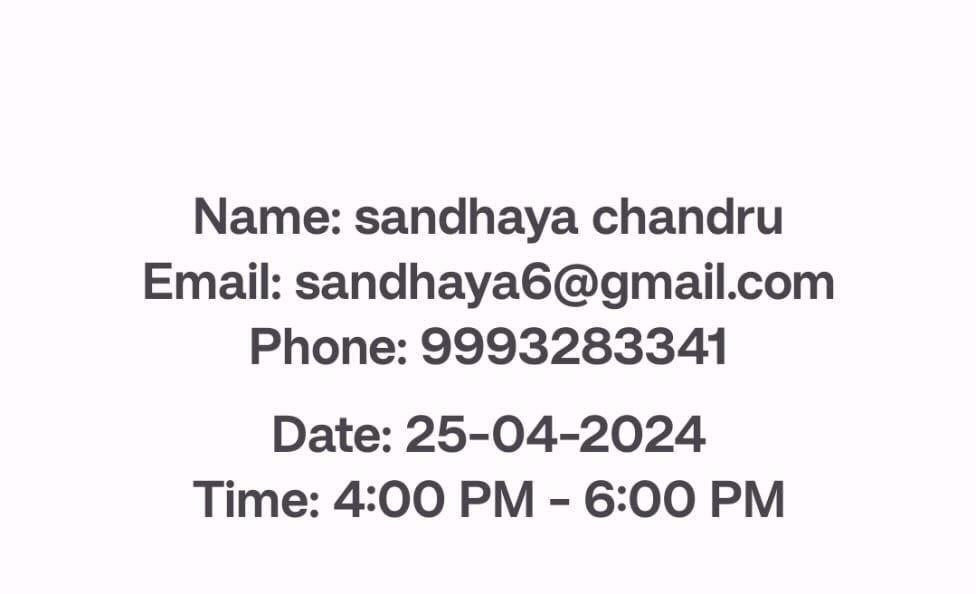 Name: sandhaya chandru
Email: sandhaya6@gmail.com
Phone: 9993283341
Date: 25-04-2024
Time: 4:00 PM - 6:00 PM